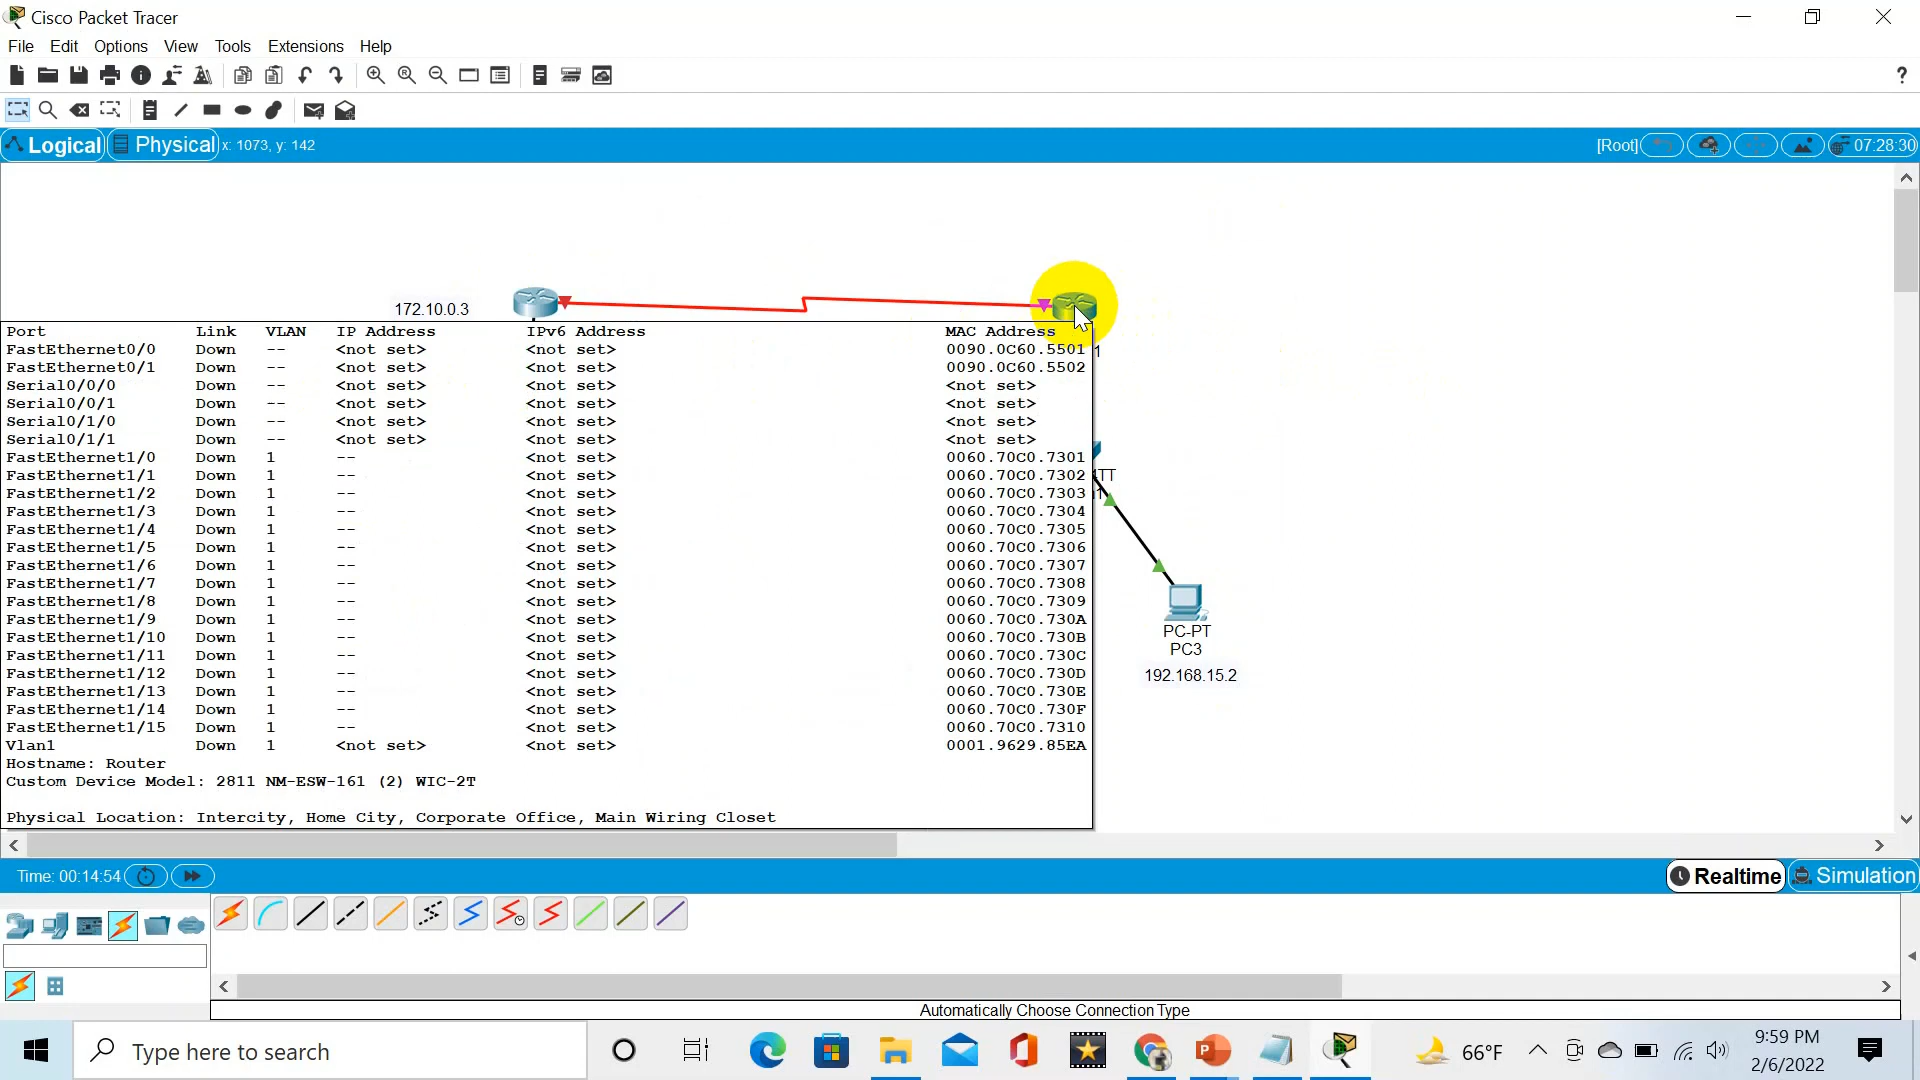 Cisco Packet Tracer
File Edit Options View Tools Extensions Help
?
Logical Physical x: 1073, y: 142 [Root] 07:28:30
172.10.0.3
Port Link VLAN IP Address IPv6 Address MAC Address
FastEthernet0/0 Down -- <not set> <not set> 0090.0C60.5501
FastEthernet0/1 Down -- <not set> <not set> 0090.0C60.5502
Serial0/0/0 Down -- <not set> <not set> <not set>
Serial0/0/1 Down -- <not set> <not set> <not set>
Serial0/1/0 Down -- <not set> <not set> <not set>
Serial0/1/1 Down -- <not set> <not set> <not set>
FastEthernet1/0 Down 1 -- <not set> 0060.70C0.7301
FastEthernet1/1 Down 1 -- <not set> 0060.70C0.7302
FastEthernet1/2 Down 1 -- <not set> 0060.70C0.7303
FastEthernet1/3 Down 1 -- <not set> 0060.70C0.7304
FastEthernet1/4 Down 1 -- <not set> 0060.70C0.7305
FastEthernet1/5 Down 1 -- <not set> 0060.70C0.7306
FastEthernet1/6 Down 1 -- <not set> 0060.70C0.7307
FastEthernet1/7 Down 1 -- <not set> 0060.70C0.7308
FastEthernet1/8 Down 1 -- <not set> 0060.70C0.7309
FastEthernet1/9 Down 1 -- <not set> 0060.70C0.730A
FastEthernet1/10 Down 1 -- <not set> 0060.70C0.730B
FastEthernet1/11 Down 1 -- <not set> 0060.70C0.730C
FastEthernet1/12 Down 1 -- <not set> 0060.70C0.730D
FastEthernet1/13 Down 1 -- <not set> 0060.70C0.730E
FastEthernet1/14 Down 1 -- <not set> 0060.70C0.730F
FastEthernet1/15 Down 1 -- <not set> 0060.70C0.7310
Vlan1 Down 1 <not set> <not set> 0001.9629.85EA
Hostname: Router
Custom Device Model: 2811 NM-ESW-161 (2) WIC-2T
Physical Location: Intercity, Home City, Corporate Office, Main Wiring Closet
1
TT
1
PC-PT
PC3
192.168.15.2
Time: 00:14:54 Realtime Simulation
Automatically Choose Connection Type
Type here to search
66°F
9:59 PM
2/6/2022